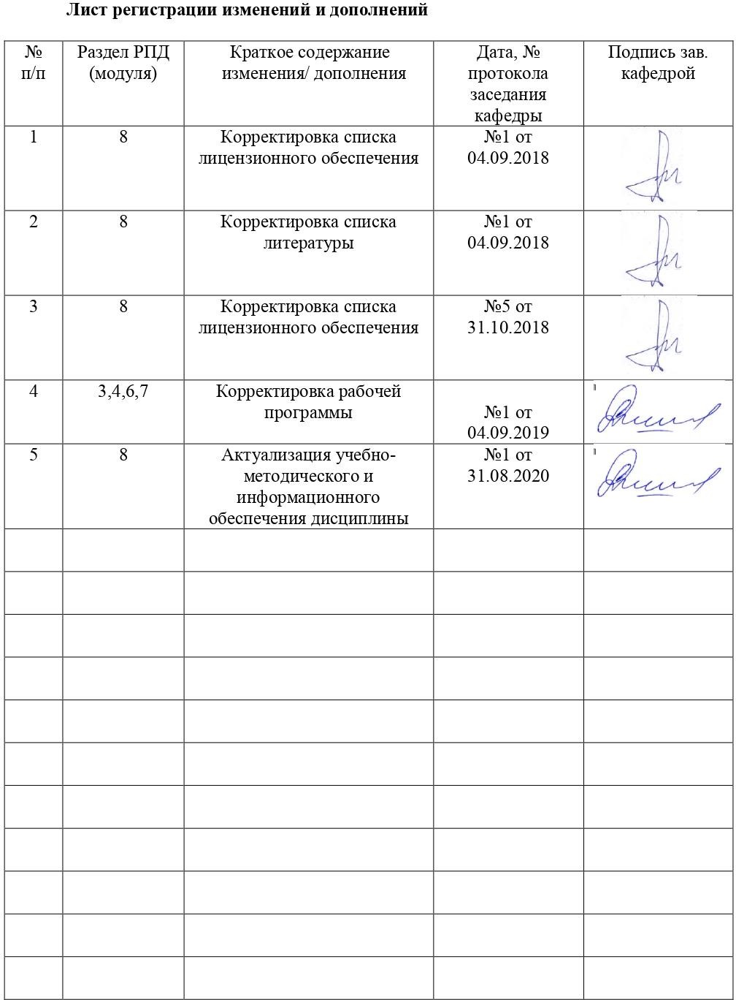 Лист регистрации изменений и дополнений
№ п/п
Раздел РПД (модуля)
Краткое содержание изменения/ дополнения
Дата, № протокола заседания кафедры
Подпись зав. кафедрой
1
8
Корректировка списка
лицензионного обеспечения
№1 от
04.09.2018
2
8
Корректировка списка
литературы
№1 от
04.09.2018
3
8
Корректировка списка
лицензионного обеспечения
№5 от
31.10.2018
4
3,4,6,7
Корректировка рабочей
программы
№1 от
04.09.2019
5
8
Актуализация учебно-
методического и
информационного
обеспечения дисциплины
№1 от
31.08.2020